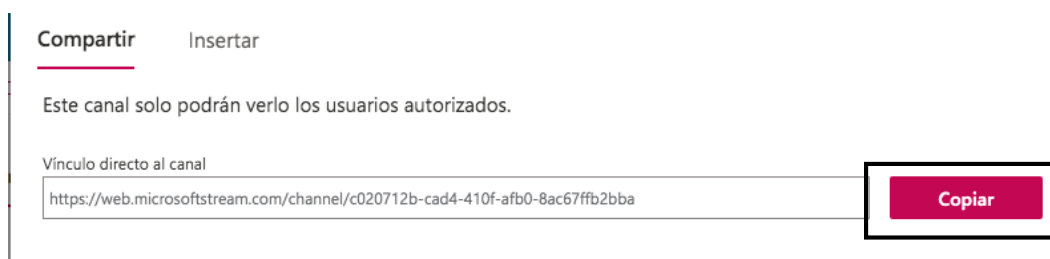 Compartir Insertar
Este canal solo podrán verlo los usuarios autorizados.
Vínculo directo al canal
https://web.microsoftstream.com/channel/c020712b-cad4-410f-afb0-8ac67ffb2bba Copiar